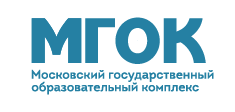 МГОК
Московский государственный
образовательный комплекс